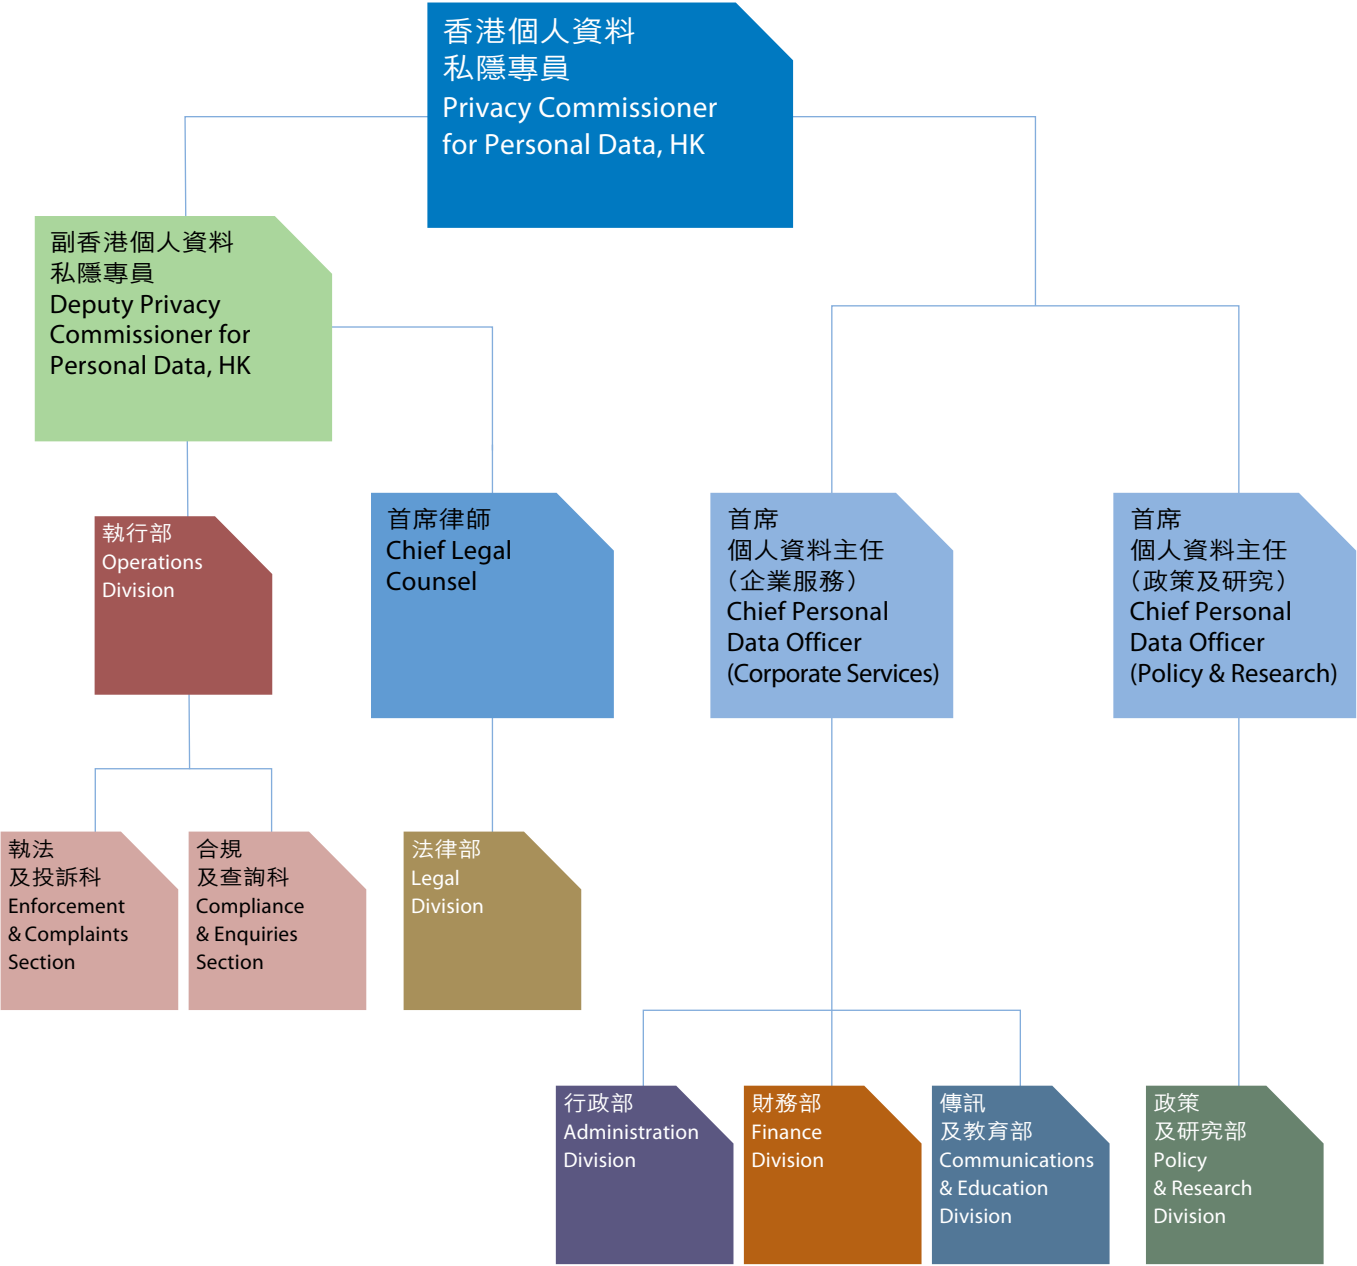 香港個人資料
私隱專員
Privacy Commissioner
for Personal Data, HK
副香港個人資料
私隱專員
Deputy Privacy
Commissioner for
Personal Data, HK
執行部
Operations
Division
首席律師
Chief Legal
Counsel
首席
個人資料主任
（企業服務）
Chief Personal
Data Officer
(Corporate Services)
首席
個人資料主任
（政策及研究）
Chief Personal
Data Officer
(Policy & Research)
執法
及投訴科
Enforcement
& Complaints
Section
合規
及查詢科
Compliance
& Enquiries
Section
法律部
Legal
Division
行政部
Administration
Division
財務部
Finance
Division
傳訊
及教育部
Communications
& Education
Division
政策
及研究部
Policy
& Research
Division